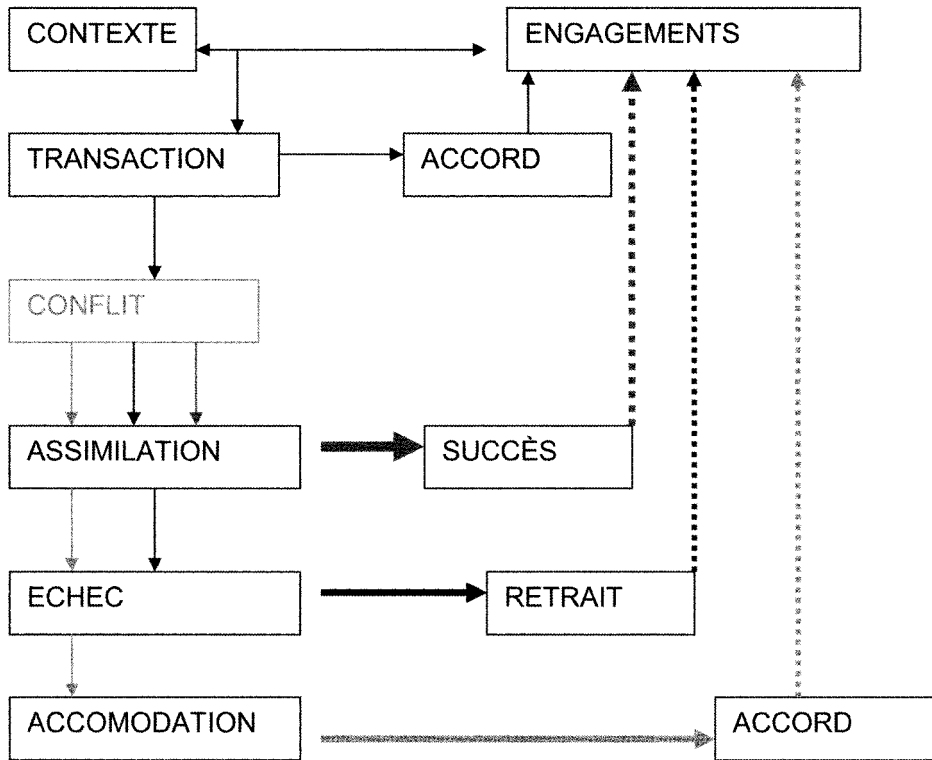 CONTEXTE
ENGAGEMENTS
TRANSACTION
ACCORD
CONFLIT
ASSIMILATION
SUCCÈS
ECHEC
RETRAIT
ACCOMODATION
ACCORD